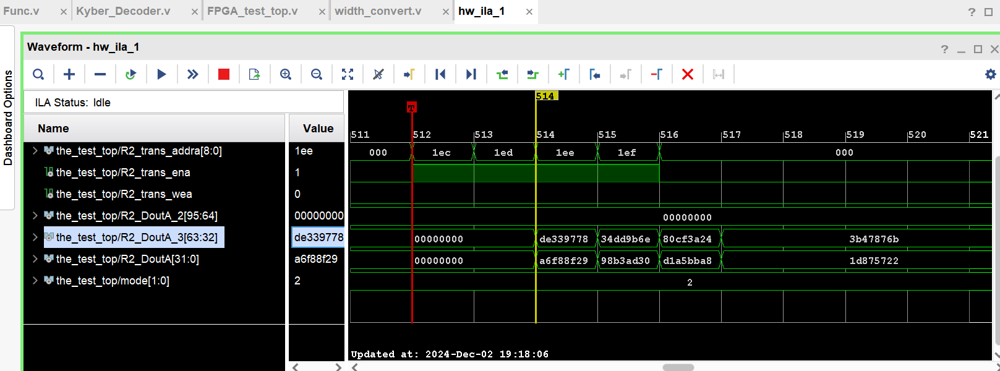 Func.v Kyber_Decoder.v FPGA_test_top.v width_convert.v hw_ila_1
Dashboard Options
Waveform - hw_ila_1
ILA Status: Idle
Name Value
the_test_top/R2_trans_addra[8:0] 1ee
the_test_top/R2_trans_ena 1
the_test_top/R2_trans_wea 0
the_test_top/R2_DoutA_2[95:64] 00000000
the_test_top/R2_DoutA_3[63:32] de339778
the_test_top/R2_DoutA[31:0] a6f88f29
the_test_top/mode[1:0] 2
514
T
511 512 513 514 515 516 517 518 519 520 521
000 1ec 1ed 1ee 1ef 000
00000000
00000000 de339778 34dd9b6e 80cf3a24 3b47876b
00000000 a6f88f29 98b3ad30 d1a5bba8 1d875722
2
Updated at: 2024-Dec-02 19:18:06